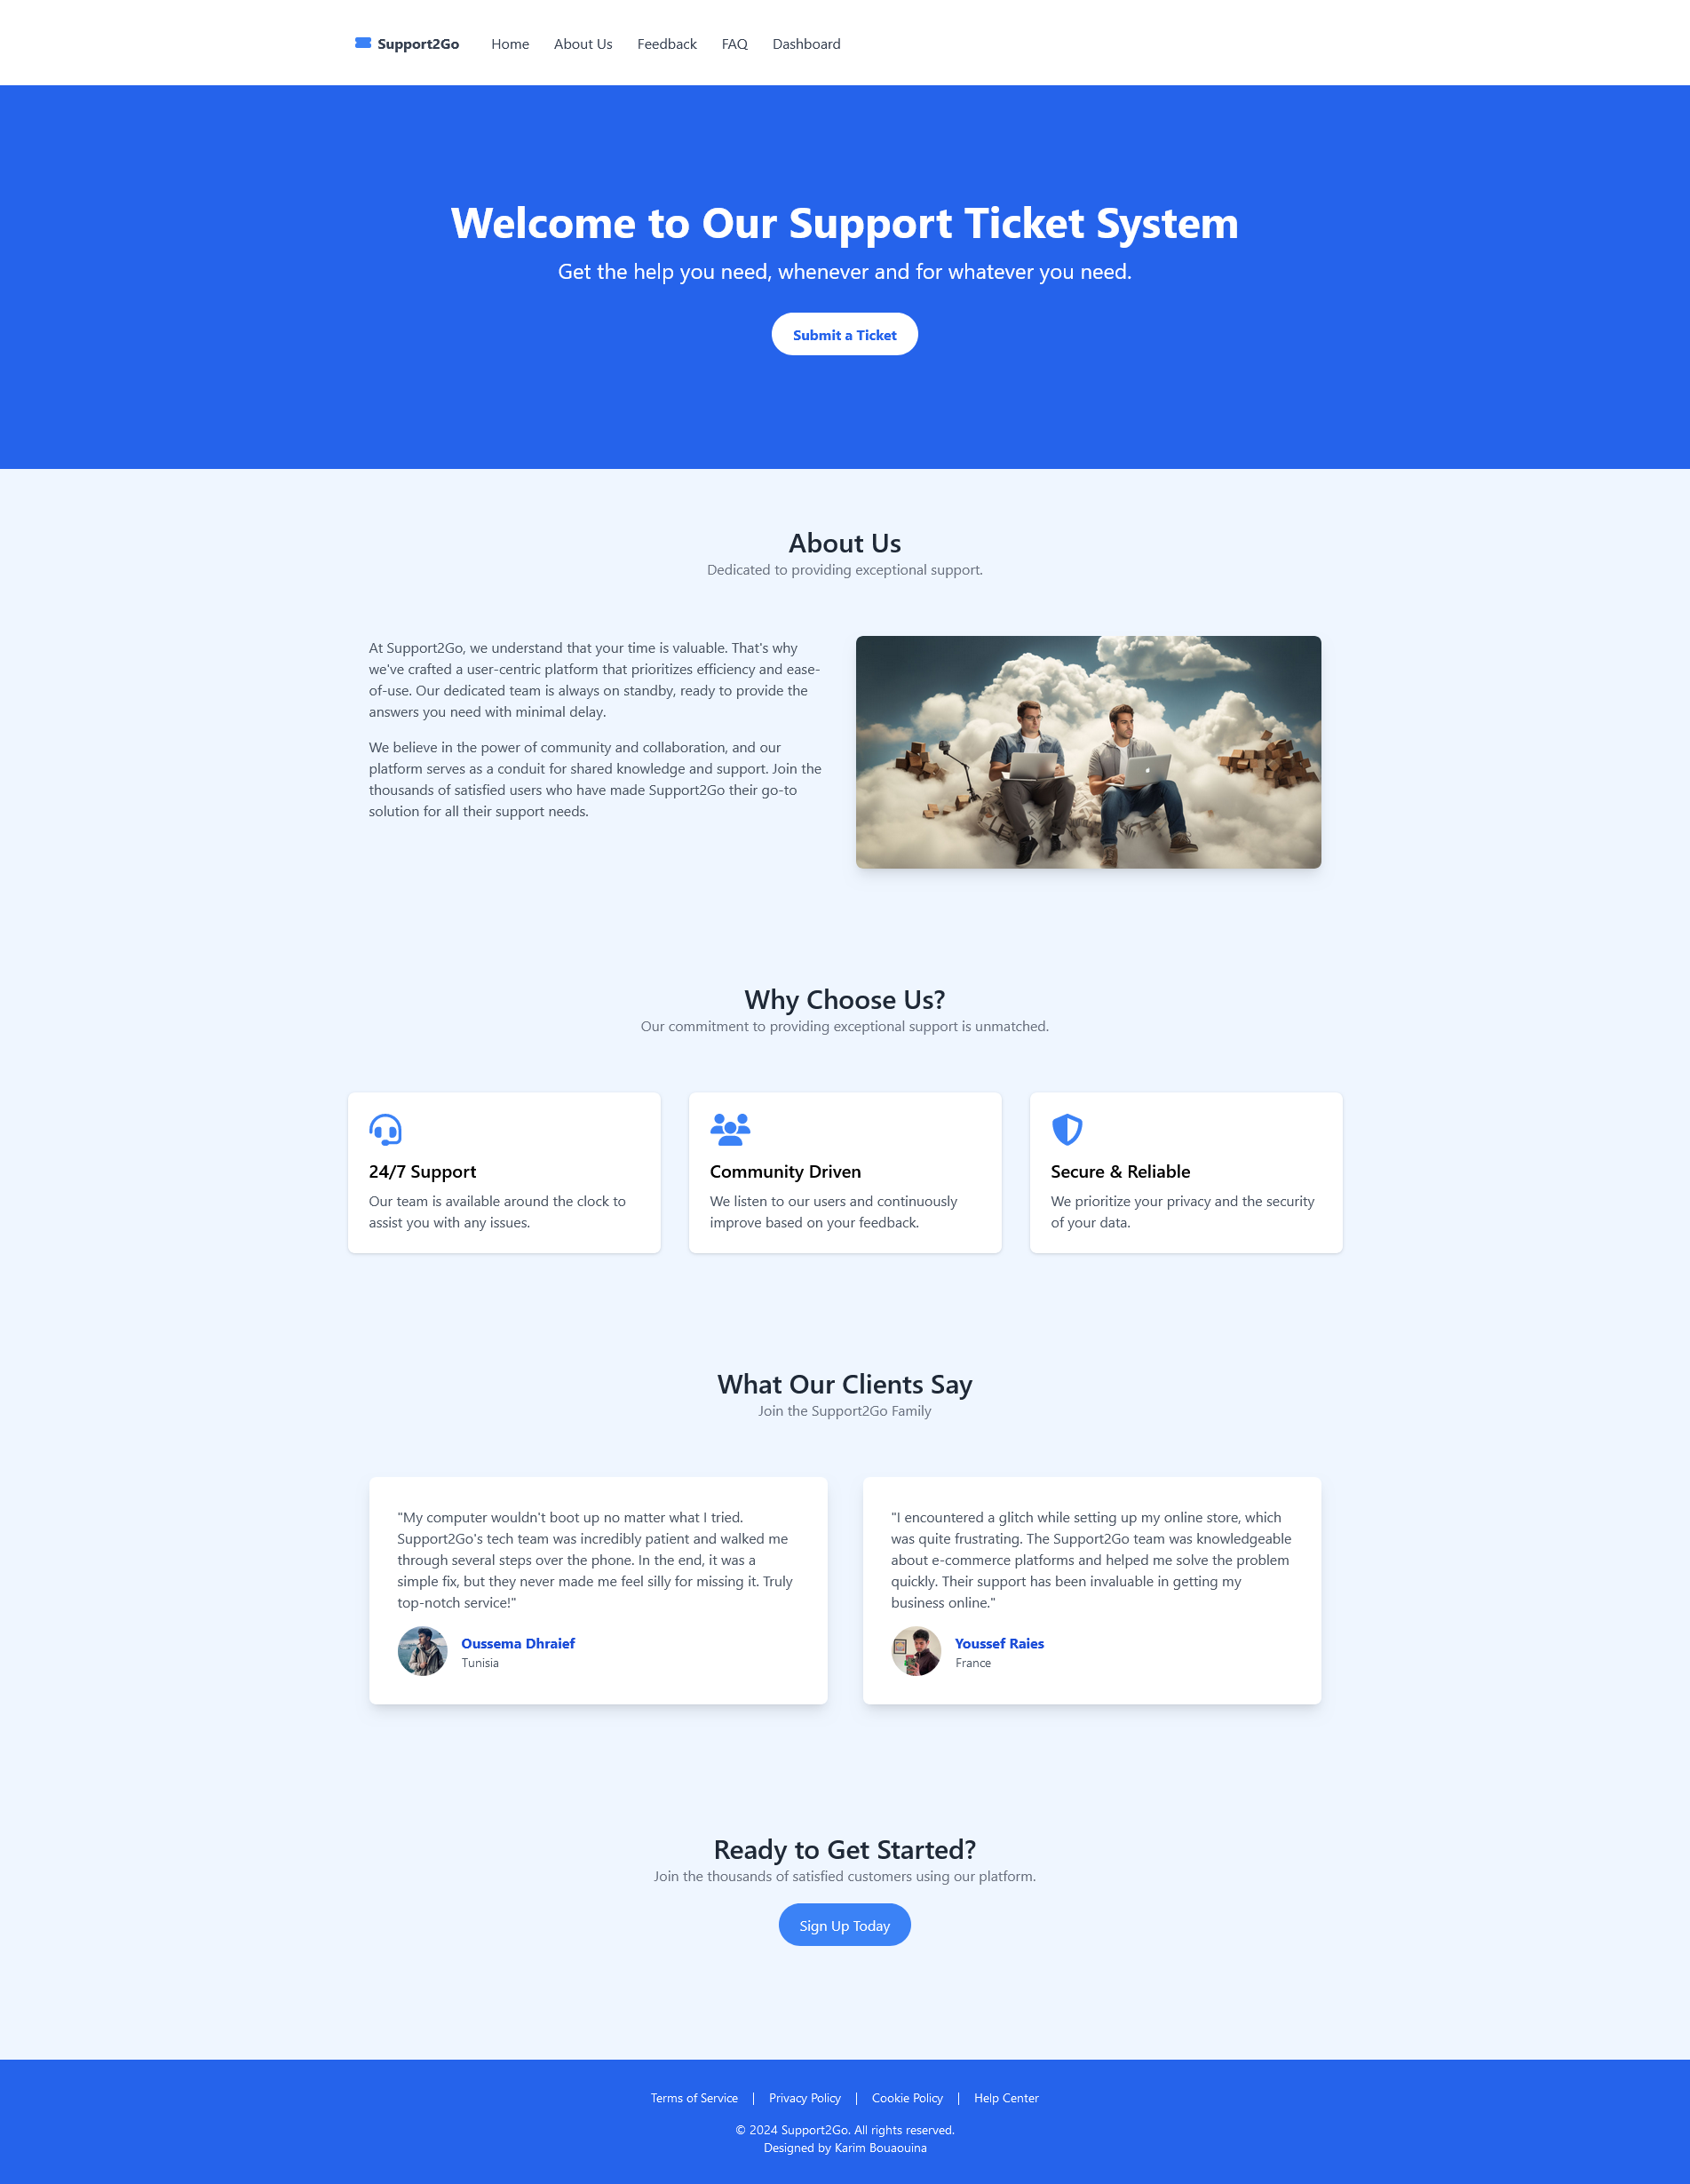 Support2Go Home About Us Feedback FAQ Dashboard
Welcome to Our Support Ticket System
Get the help you need, whenever and for whatever you need.
Submit a Ticket
About Us
Dedicated to providing exceptional support.
At Support2Go, we understand that your time is valuable. That's why
we've crafted a user-centric platform that prioritizes efficiency and ease-
of-use. Our dedicated team is always on standby, ready to provide the
answers you need with minimal delay.
We believe in the power of community and collaboration, and our
platform serves as a conduit for shared knowledge and support. Join the
thousands of satisfied users who have made Support2Go their go-to
solution for all their support needs.
Why Choose Us?
Our commitment to providing exceptional support is unmatched.
24/7 Support
Our team is available around the clock to
assist you with any issues.
Community Driven
We listen to our users and continuously
improve based on your feedback.
Secure & Reliable
We prioritize your privacy and the security
of your data.
What Our Clients Say
Join the Support2Go Family
"My computer wouldn't boot up no matter what I tried.
Support2Go's tech team was incredibly patient and walked me
through several steps over the phone. In the end, it was a
simple fix, but they never made me feel silly for missing it. Truly
top-notch service!"
Oussema Dhraief
Tunisia
"I encountered a glitch while setting up my online store, which
was quite frustrating. The Support2Go team was knowledgeable
about e-commerce platforms and helped me solve the problem
quickly. Their support has been invaluable in getting my
business online."
Youssef Raies
France
Ready to Get Started?
Join the thousands of satisfied customers using our platform.
Sign Up Today
Terms of Service | Privacy Policy | Cookie Policy | Help Center
© 2024 Support2Go. All rights reserved.
Designed by Karim Bouaouina